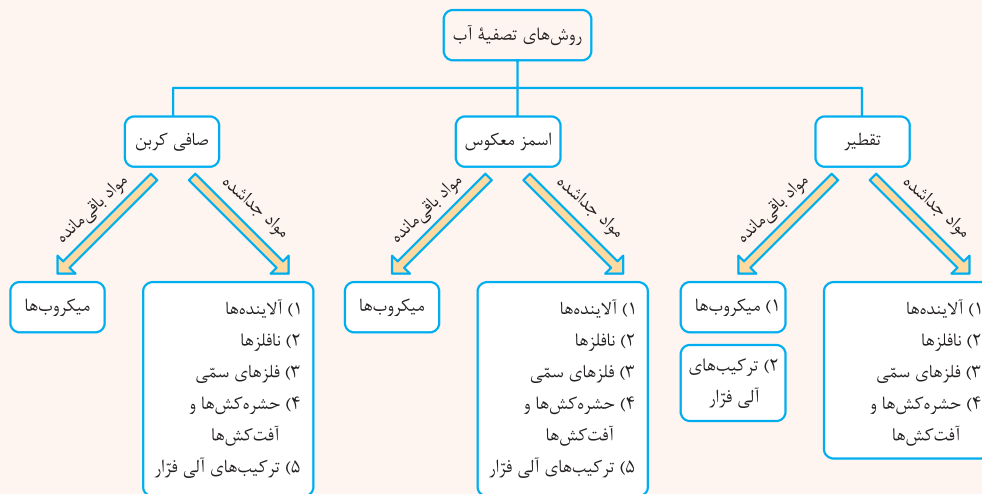 روش‌های تصفیۀ آب
تقطیر
مواد جداشده
۱) آلاینده‌ها
۲) نافلزها
۳) فلزهای سمّی
۴) حشره‌کش‌ها و
آفت‌کش‌ها
مواد باقی‌مانده
۱) میکروب‌ها
۲) ترکیب‌های
آلی فرّار
اسمز معکوس
مواد جداشده
۱) آلاینده‌ها
۲) نافلزها
۳) فلزهای سمّی
۴) حشره‌کش‌ها و
آفت‌کش‌ها
۵) ترکیب‌های آلی فرّار
مواد باقی‌مانده
میکروب‌ها
صافی کربن
مواد جداشده
۱) آلاینده‌ها
۲) نافلزها
۳) فلزهای سمّی
۴) حشره‌کش‌ها و
آفت‌کش‌ها
۵) ترکیب‌های آلی فرّار
مواد باقی‌مانده
میکروب‌ها